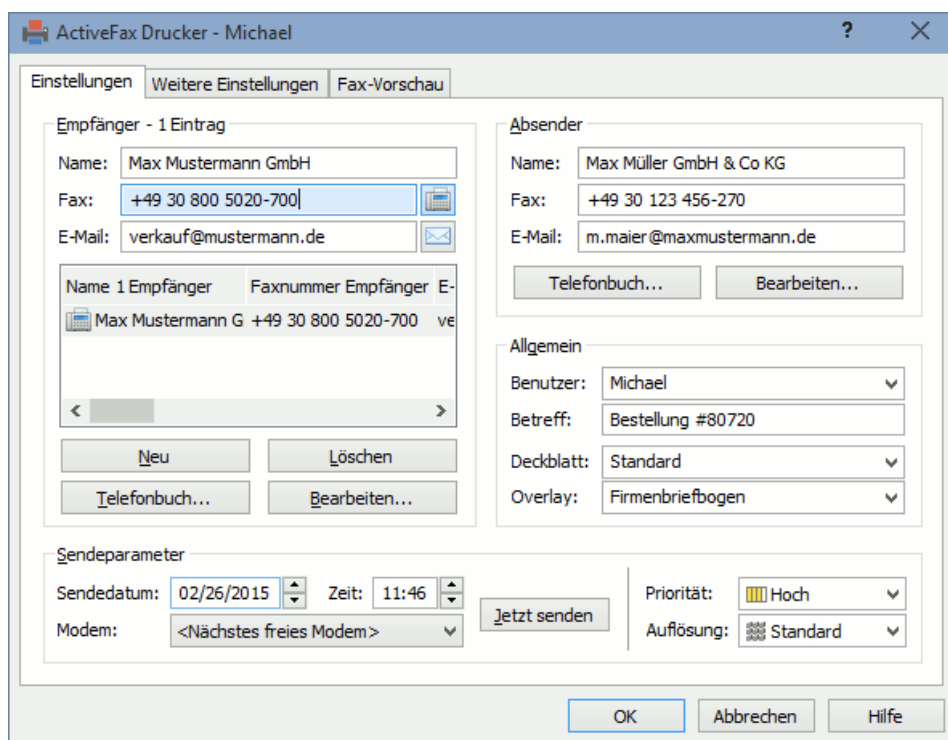 ActiveFax Drucker - Michael ?
Einstellungen Weitere Einstellungen Fax-Vorschau
Empfänger - 1 Eintrag
Name: Max Mustermann GmbH
Fax: +49 30 800 5020-700
E-Mail: verkauf@mustermann.de
Name 1 Empfänger Faxnummer Empfänger E-
Max Mustermann G +49 30 800 5020-700 ve
Neu Löschen
Telefonbuch... Bearbeiten...
Absender
Name: Max Müller GmbH & Co KG
Fax: +49 30 123 456-270
E-Mail: m.maier@maxmustermann.de
Telefonbuch... Bearbeiten...
Allgemein
Benutzer: Michael
Betreff: Bestellung #80720
Deckblatt: Standard
Overlay: Firmenbriefbogen
Sendeparameter
Sendedatum: 02/26/2015 Zeit: 11:46
Modem: <Nächstes freies Modem>
Jetzt senden
Priorität: Hoch
Auflösung: Standard
OK Abbrechen Hilfe